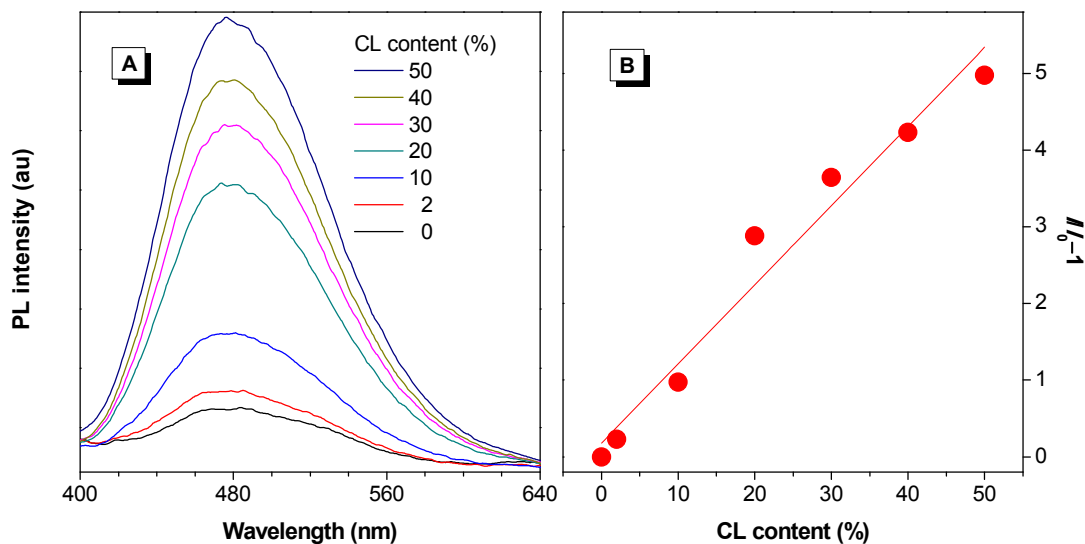 A
CL content (%)
50
40
30
20
10
2
0
PL intensity (au)
400 480 560 640
Wavelength (nm)
B
5
4
3
2
1
0
I/I₀–1
0 10 20 30 40 50
CL content (%)